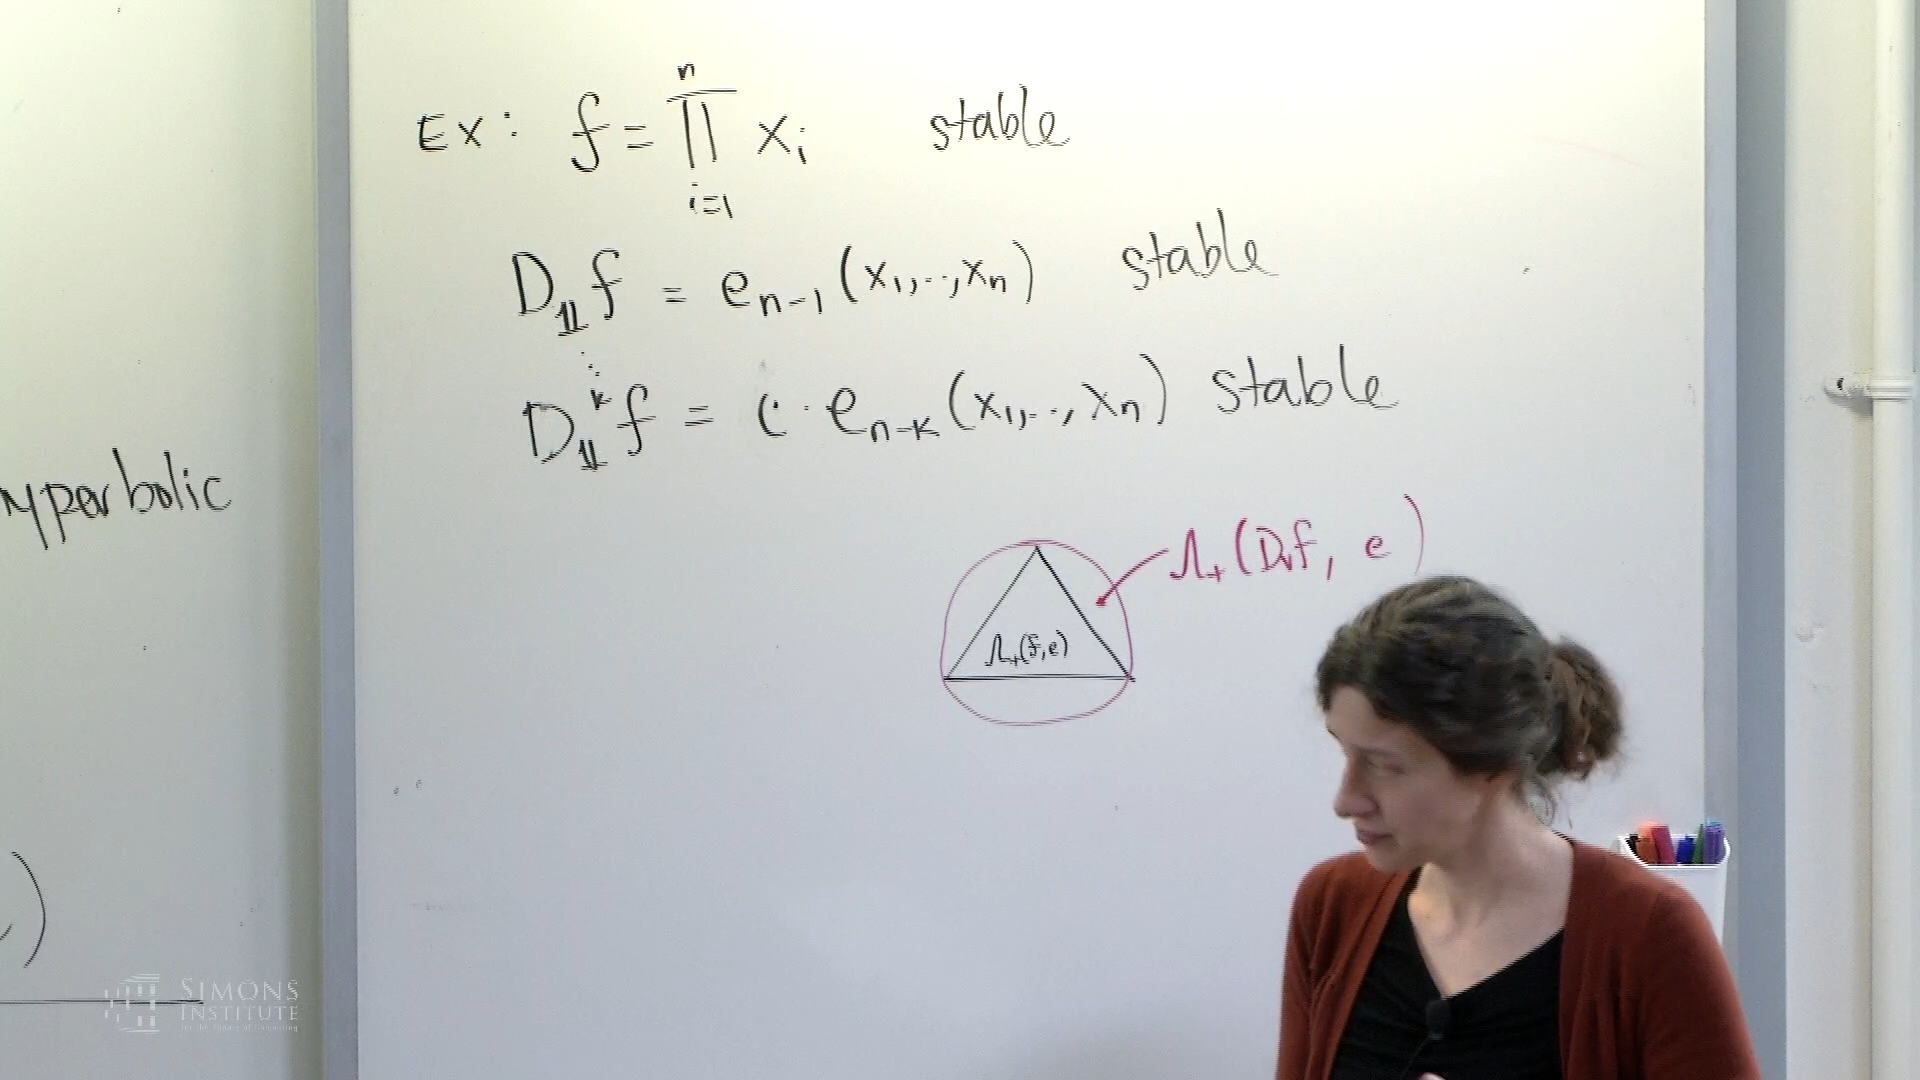 Ex: f = ∏_{i=1}^{n} x_i stable
D_𝟙 f = e_{n-1}(x_1,..,x_n) stable
⋮
D_𝟙^k f = c · e_{n-k}(x_1,..,x_n) stable
yperbolic
Λ_+(D_v f, e)
Λ_+(f,e)
)
SIMONS
INSTITUTE